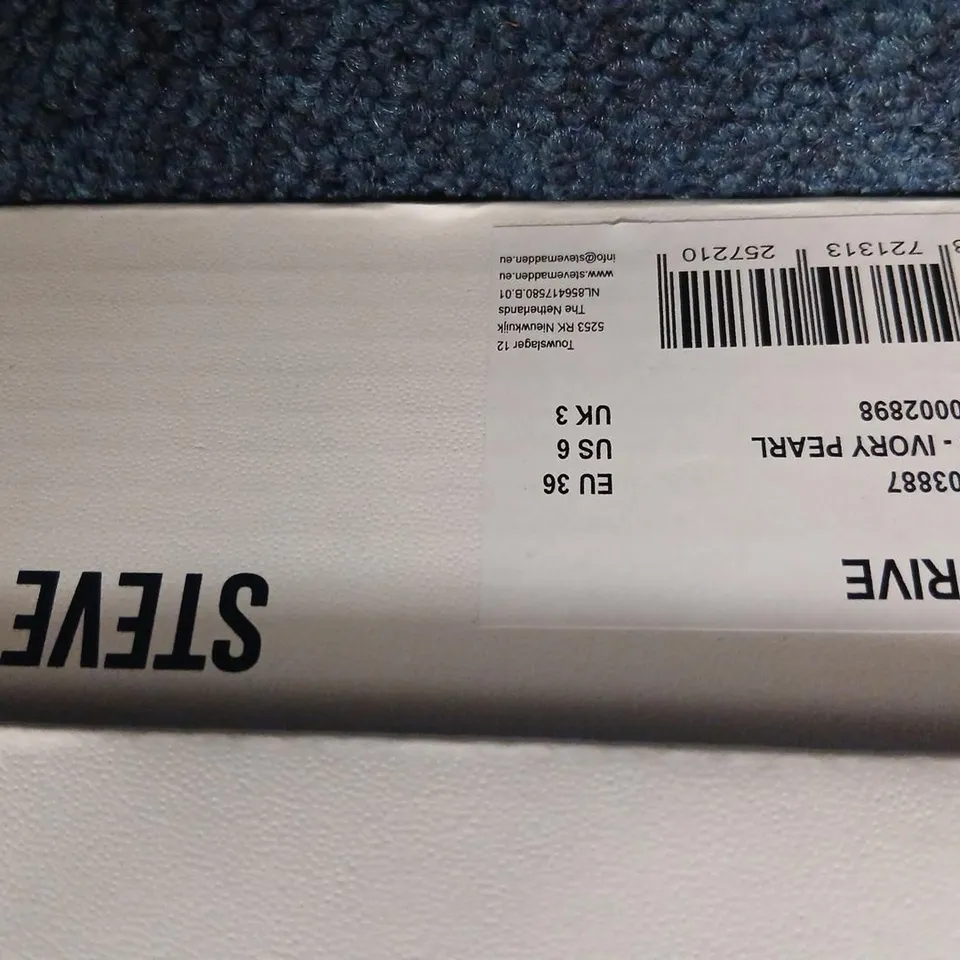 STEVE
RIVE
03887
- IVORY PEARL
0002898
EU 36
US 6
UK 3
721313 257210
Touwslager 12
5253 RK Nieuwkuijk
The Netherlands
NL856417580.B.01
www.stevemadden.eu
info@stevemadden.eu